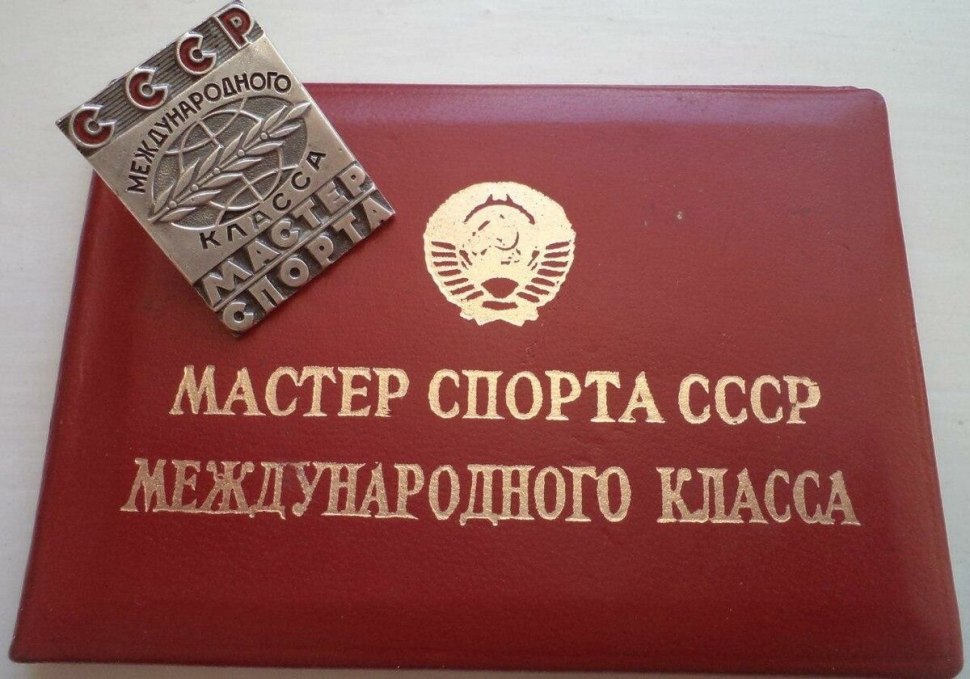 СССР
МЕЖДУНАРОДНОГО
КЛАССА
МАСТЕР
СПОРТА
МАСТЕР СПОРТА СССР
МЕЖДУНАРОДНОГО КЛАССА